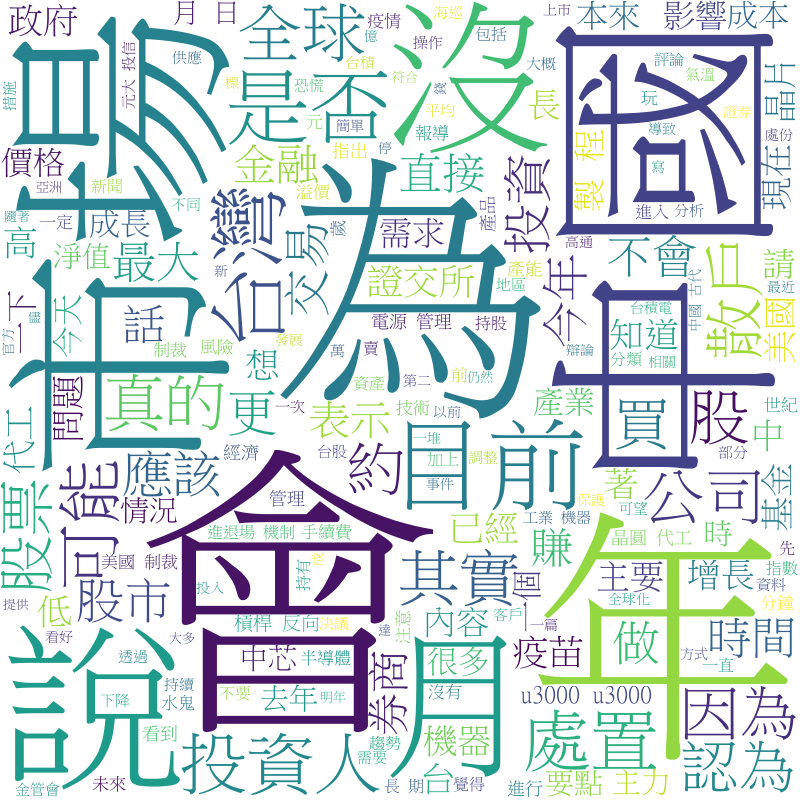 政府
月 日
全球
疫情
海巡
沒
包括
上市
本來
影響
成本
國
措施
供應
元大 投信
標
台積
億
恐慌
操作
符合
錢
大概
評論
氣溫
晶片
場
是否
元
簡單
平均
報導
長
玩
導致
證券
處份
價格
亞洲
新聞
金融
指出
停
直接
製 程
寫
現在
隨著
一定
不同
成長
台灣
溢價
易
歲
需求
產品
投資
進入 分析
高
淨值
最大
交
證交所
產能
地區
高通
今年
不會
散戶
請
美國
中國
古代
最近
市
為
中
官方
儘
一下
今天
話
新
制裁
風險
發展
想
萬
電源 管理
賣
持股
台積電
知道
辯論
分類
相關
代工
問題
真的
更
資產
第二
前
仍然
表示
技術
以前
產業
買
股
中
世紀
部分
股票
可能
應該
一次
經濟
台股
約
目前
一堆
加上
調整
事件
著
公司
基金
情況
管理
會
已經
工業 機器
保護
可望
賺
時
晶圓 代工
先
指數
資料
進退場 機制 手續費
美國 制裁
成
投入
持有
其實
一個
主要
增長
年
提供
低
股市
看好
槓桿 反向
決議
注意
內容
客戶
一篇
全球化
分鐘
時間
說
大多
中芯
半導體
達
很多
疫苗
做
方式
一直
透過
下降
持續
水鬼
去年
不要
明年
券商
沒有
月
u3000 u3000
因為
看到
投資人
趨勢
需要
機器
處置
認為
金管會
未來
長 期
台
覺得
進行
要點
主力